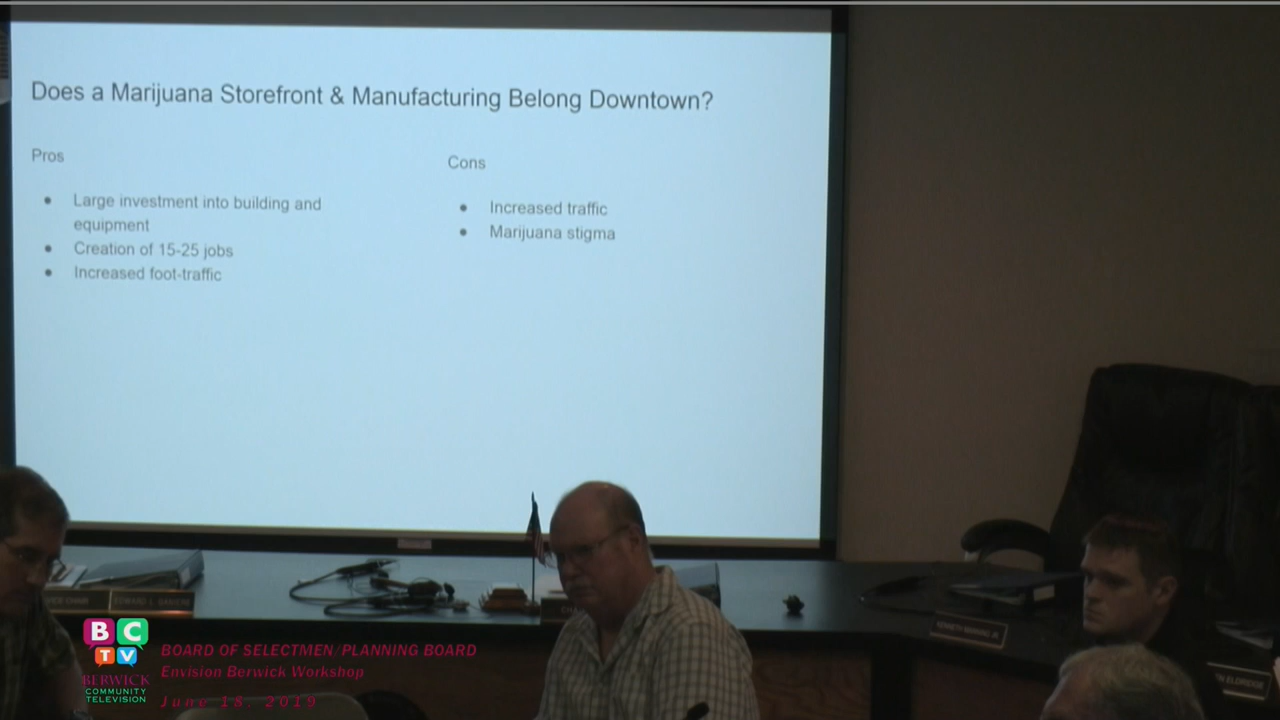 Does a Marijuana Storefront & Manufacturing Belong Downtown?
Pros
• Large investment into building and
equipment
• Creation of 15-25 jobs
• Increased foot-traffic
Cons
• Increased traffic
• Marijuana stigma
BC
TV
BERWICK
COMMUNITY
TELEVISION
BOARD OF SELECTMEN/PLANNING BOARD
Envision Berwick Workshop
June 18, 2019